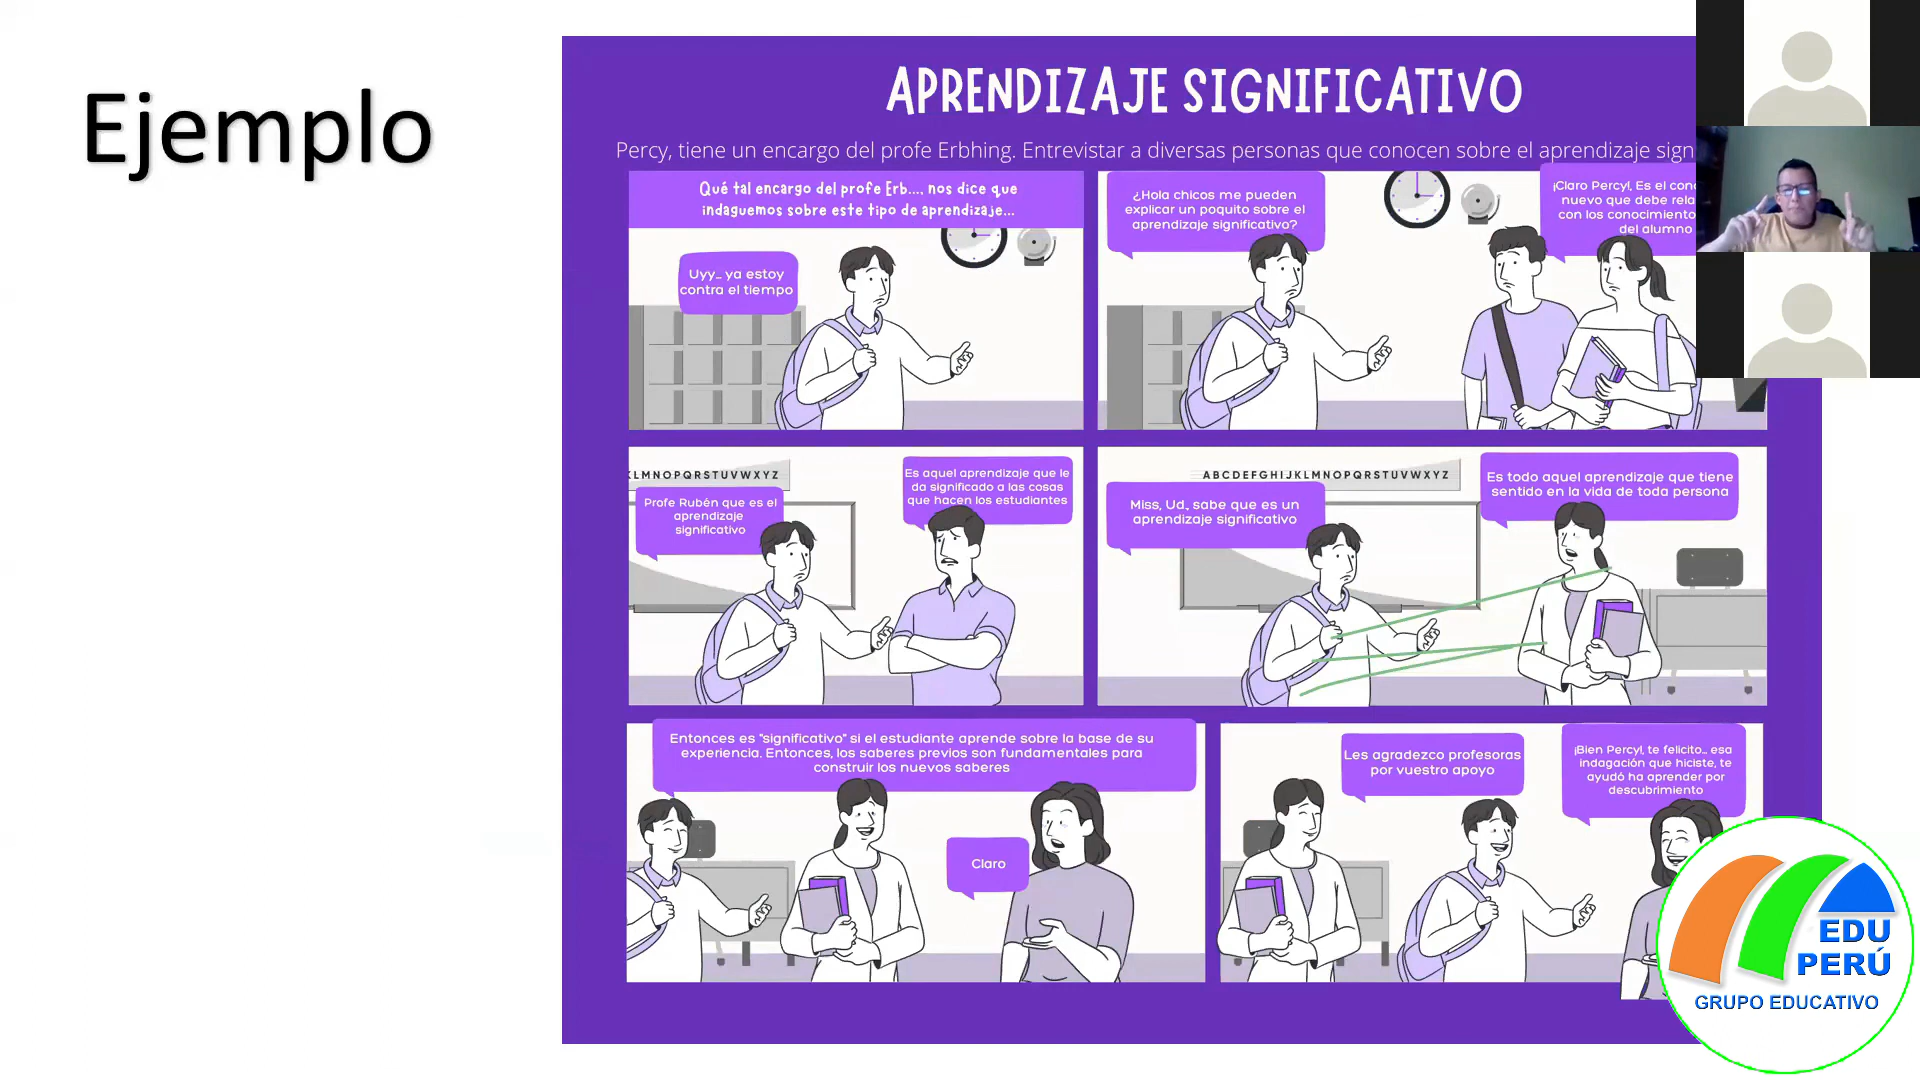 Ejemplo
APRENDIZAJE SIGNIFICATIVO
Percy, tiene un encargo del profe Erbhing. Entrevistar a diversas personas que conocen sobre el aprendizaje sign
Qué tal encargo del profe Erb...., nos dice que
indaguemos sobre este tipo de aprendizaje...
Uyy... ya estoy
contra el tiempo
¿Hola chicos me pueden
explicar un poquito sobre el
aprendizaje significativo?
¡Claro Percy!, Es el con
nuevo que debe rela
con los conocimiento
del alumno
KLMNOPQRSTUVWXYZ
Profe Rubén que es el
aprendizaje
significativo
Es aquel aprendizaje que le
da significado a las cosas
que hacen los estudiantes
ABCDEFGHIJKLMNOPQRSTUVWXYZ
Miss, Ud., sabe que es un
aprendizaje significativo
Es todo aquel aprendizaje que tiene
sentido en la vida de toda persona
Entonces es "significativo" si el estudiante aprende sobre la base de su
experiencia. Entonces, los saberes previos son fundamentales para
construir los nuevos saberes
Claro
Les agradezco profesoras
por vuestro apoyo
¡Bien Percy!, te felicito... esa
indagación que hiciste, te
ayudó ha aprender por
descubrimiento
EDU
PERÚ
GRUPO EDUCATIVO